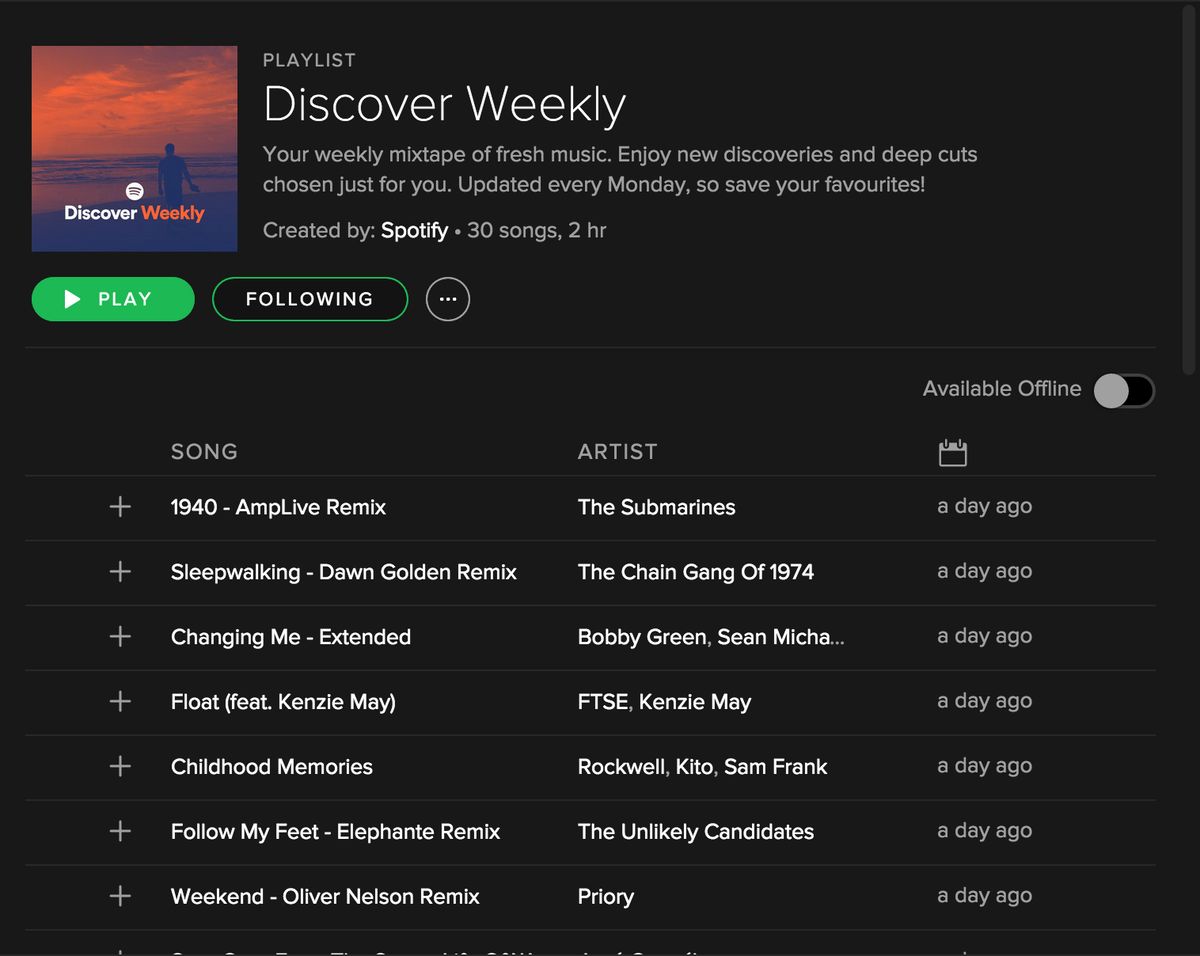 PLAYLIST
Discover Weekly
Your weekly mixtape of fresh music. Enjoy new discoveries and deep cuts
chosen just for you. Updated every Monday, so save your favourites!
Created by: Spotify • 30 songs, 2 hr
Discover Weekly
PLAY FOLLOWING
Available Offline
SONG ARTIST
1940 - AmpLive Remix The Submarines a day ago
Sleepwalking - Dawn Golden Remix The Chain Gang Of 1974 a day ago
Changing Me - Extended Bobby Green, Sean Micha... a day ago
Float (feat. Kenzie May) FTSE, Kenzie May a day ago
Childhood Memories Rockwell, Kito, Sam Frank a day ago
Follow My Feet - Elephante Remix The Unlikely Candidates a day ago
Weekend - Oliver Nelson Remix Priory a day ago